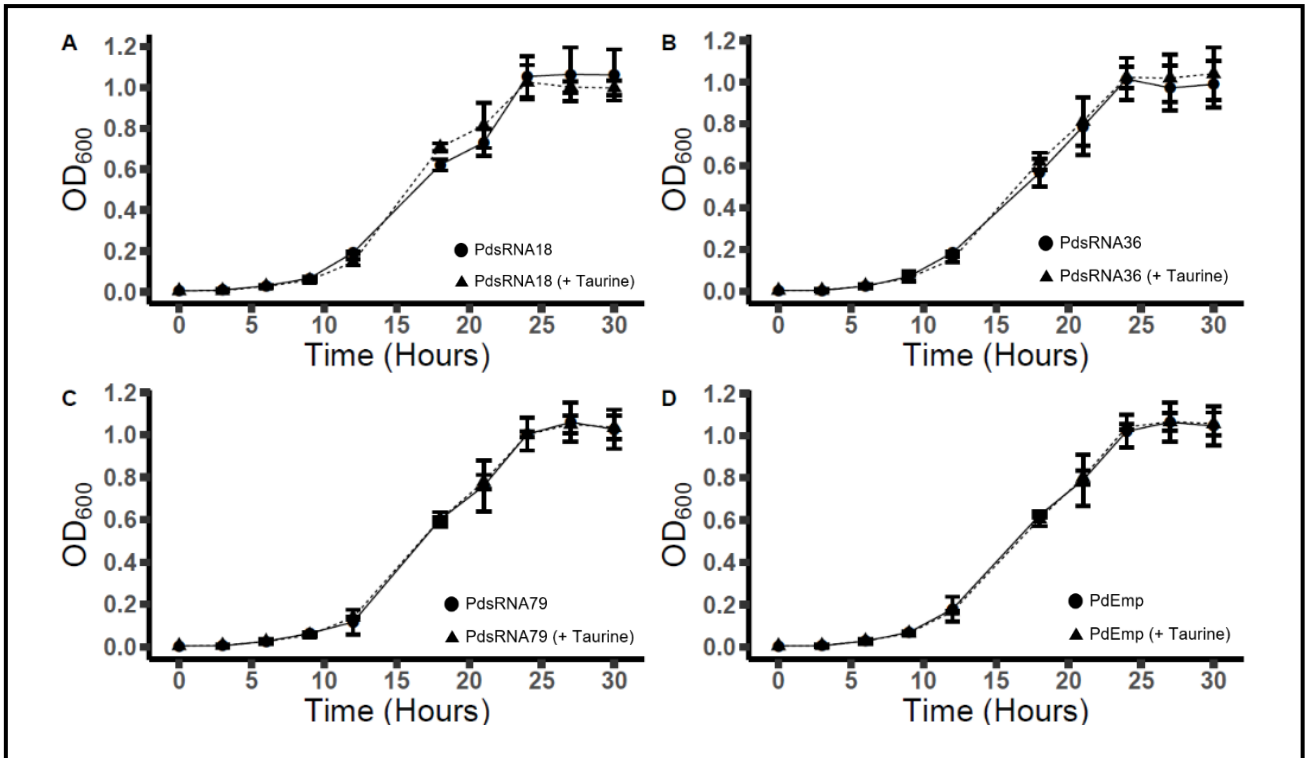 A
OD600
1.2
1.0
0.8
0.6
0.4
0.2
0.0
PdsRNA18
PdsRNA18 (+ Taurine)
0 5 10 15 20 25 30
Time (Hours)
B
OD600
1.2
1.0
0.8
0.6
0.4
0.2
0.0
PdsRNA36
PdsRNA36 (+ Taurine)
0 5 10 15 20 25 30
Time (Hours)
C
OD600
1.2
1.0
0.8
0.6
0.4
0.2
0.0
PdsRNA79
PdsRNA79 (+ Taurine)
0 5 10 15 20 25 30
Time (Hours)
D
OD600
1.2
1.0
0.8
0.6
0.4
0.2
0.0
PdEmp
PdEmp (+ Taurine)
0 5 10 15 20 25 30
Time (Hours)